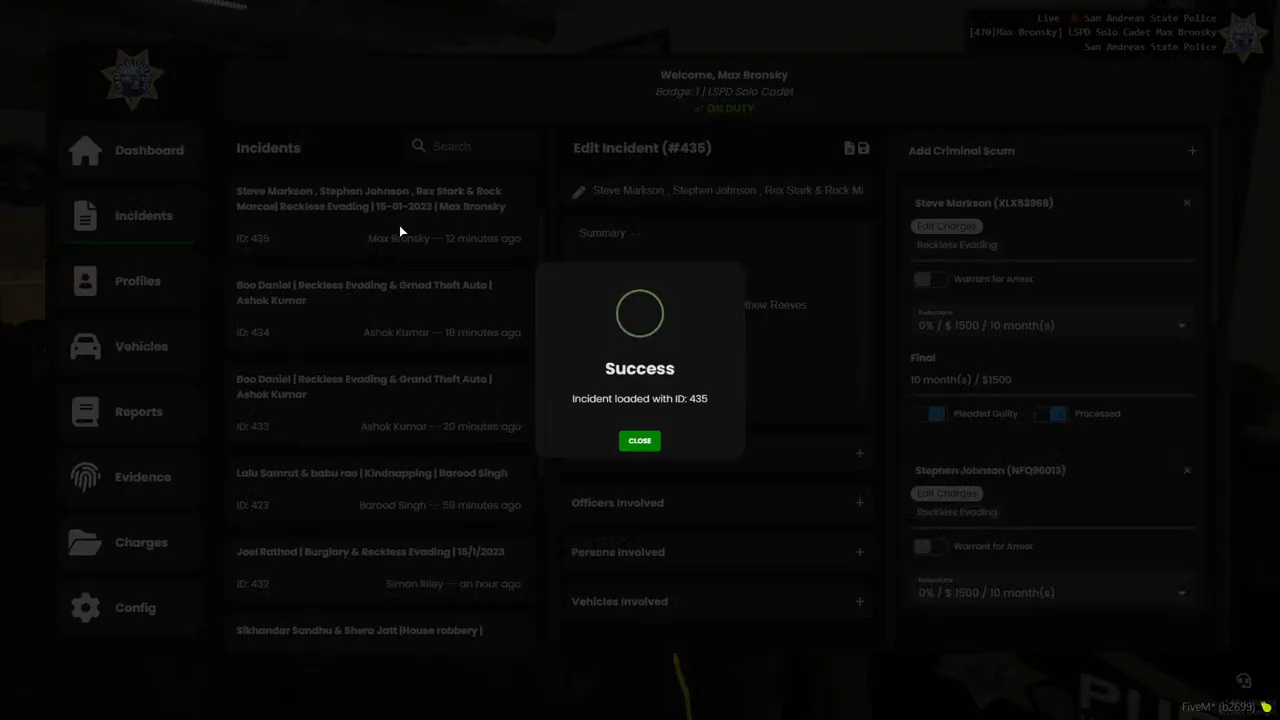 Live San Andreas State Police
[470|Max Bronsky] LSPD Solo Cadet Max Bronsky
San Andreas State Police
Welcome, Max Bronsky
Badge: 1 | LSPD Solo Cadet
ON DUTY
Dashboard
Incidents
Profiles
Vehicles
Reports
Evidence
Charges
Config
Incidents
Search
Steve Markson , Stephen Johnson , Rex Stark & Rock
Marcos| Reckless Evading | 15-01-2023 | Max Bronsky
ID: 435 Max Bronsky -- 12 minutes ago
Boo Daniel | Reckless Evading & Grnad Theft Auto |
Ashok Kumar
ID: 434 Ashok Kumar -- 18 minutes ago
Boo Daniel | Reckless Evading & Grand Theft Auto |
Ashok Kumar
ID: 433 Ashok Kumar -- 20 minutes ago
Lalu Samrat & babu rao | Kindnapping | Barood Singh
ID: 423 Barood Singh -- 59 minutes ago
Joel Rathod | Burglary & Reckless Evading | 15/1/2023
ID: 432 Simon Riley -- an hour ago
Sikhandar Sandhu & Shera Jatt |House robbery |
Edit Incident (#435)
Steve Markson , Stephen Johnson , Rex Stark & Rock Ma
Summary - -
thew Reeves
Success
Incident loaded with ID: 435
CLOSE
Officers Involved
Persons Involved
Vehicles Involved
Add Criminal Scum
Steve Markson (XLX53968)
Edit Charges
Reckless Evading
Warrant for Arrest
Reductions
0% / $ 1500 / 10 month(s)
Final
10 month(s) / $1500
Pleaded Guilty Processed
Stephen Johnson (NFQ96013)
Edit Charges
Reckless Evading
Warrant for Arrest
Reductions
0% / $ 1500 / 10 month(s)
FiveM* (b2699)